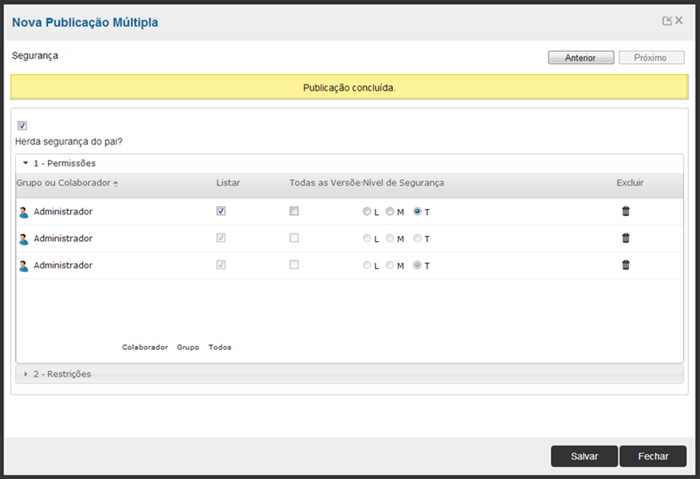 Nova Publicação Múltipla
Segurança
Anterior Próximo
Publicação concluída.
Herda segurança do pai?
1 - Permissões
Grupo ou Colaborador Listar Todas as Versõe: Nível de Segurança Excluir
Administrador L M T
Administrador L M T
Administrador L M T
Colaborador Grupo Todos
2 - Restrições
Salvar Fechar